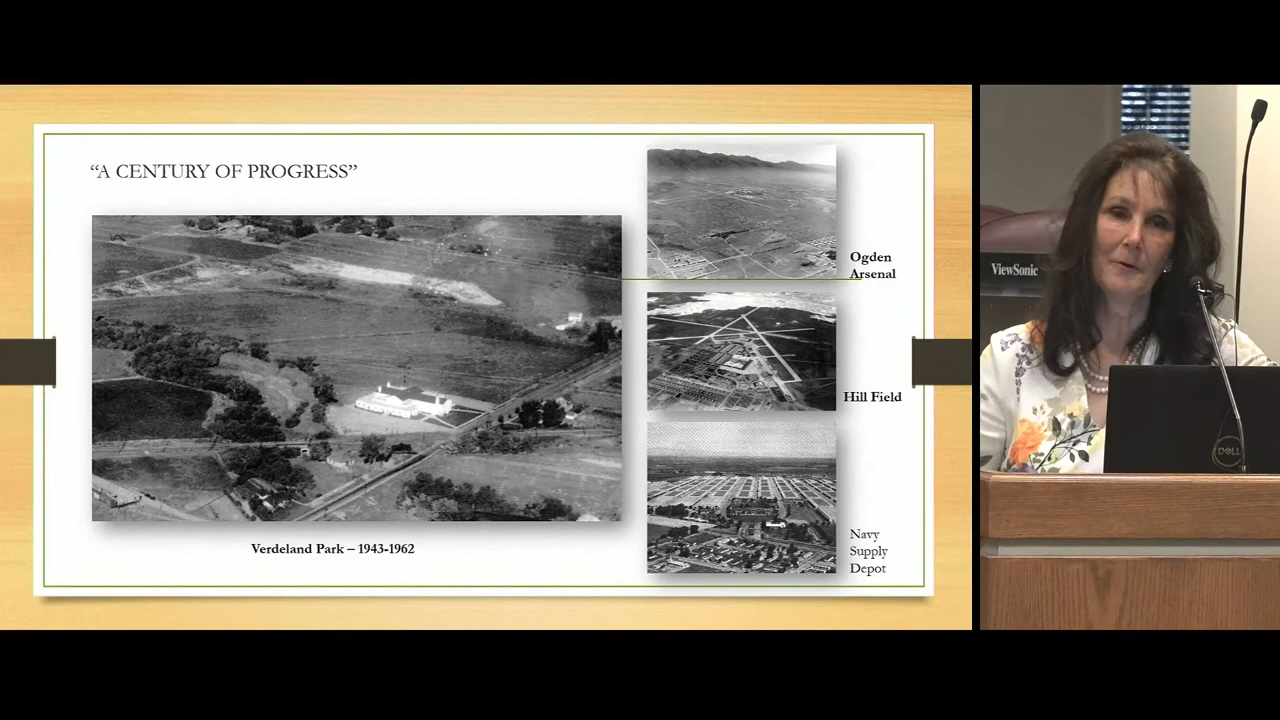 “A CENTURY OF PROGRESS”
Ogden
Arsenal
Hill Field
Navy
Supply
Depot
Verdeland Park – 1943-1962
ViewSonic
DELL